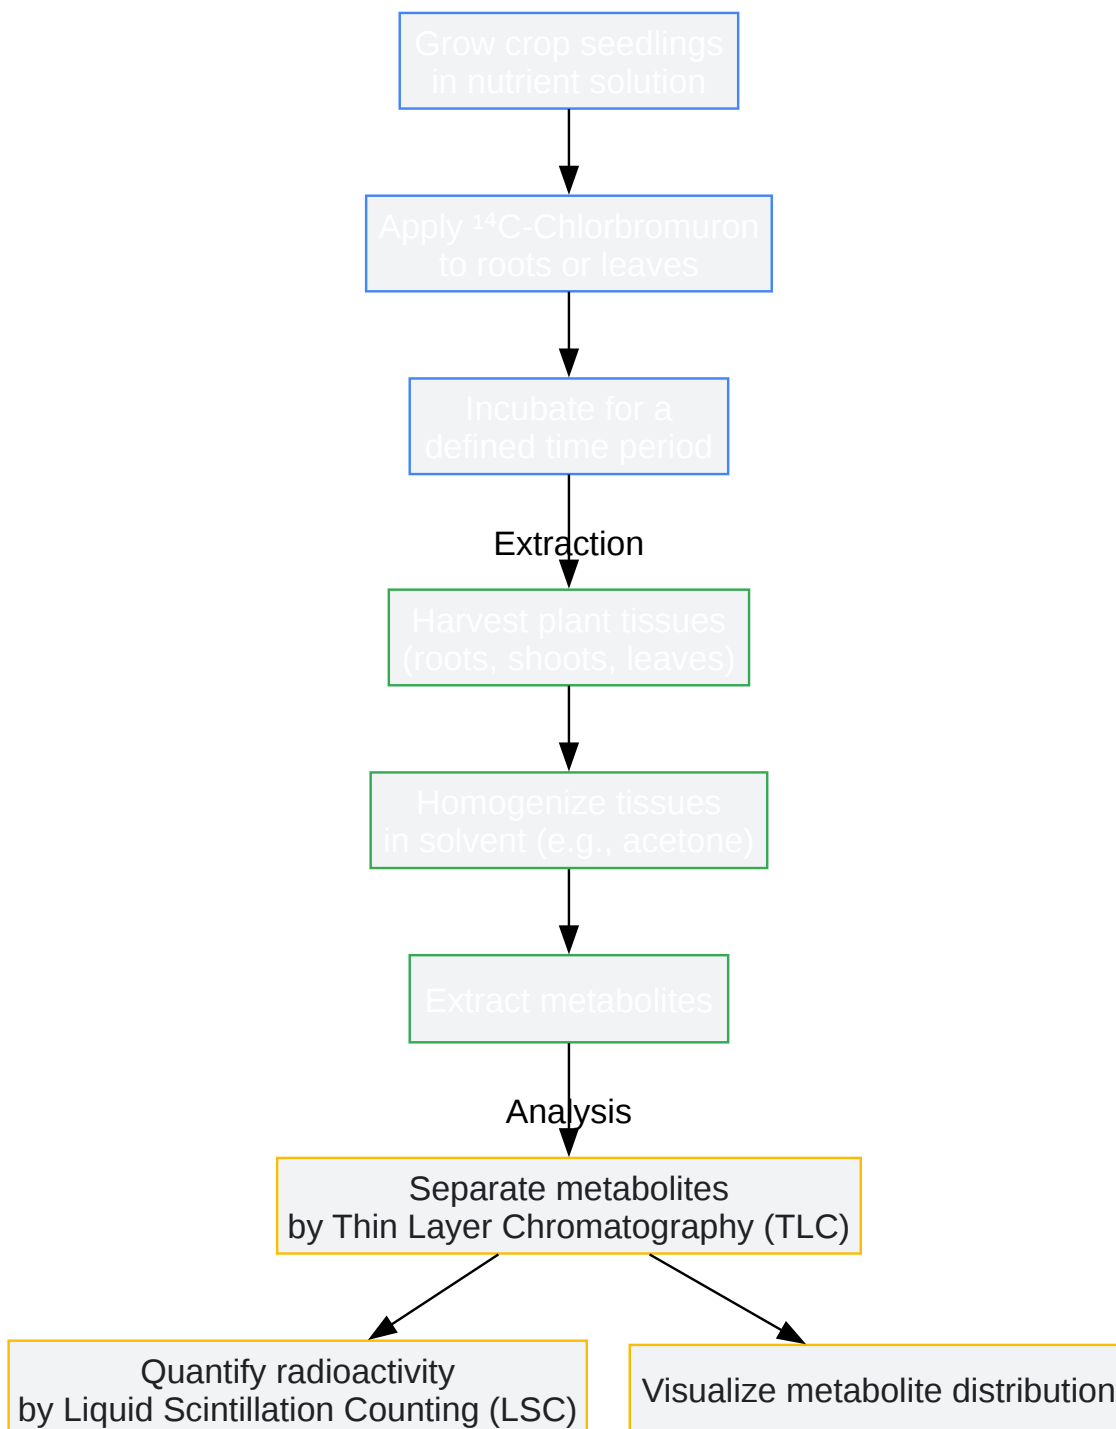 Grow crop seedlings
in nutrient solution
Apply ¹⁴C-Chlorbromuron
to roots or leaves
Incubate for a
defined time period
Extraction
Harvest plant tissues
(roots, shoots, leaves)
Homogenize tissues
in solvent (e.g., acetone)
Extract metabolites
Analysis
Separate metabolites
by Thin Layer Chromatography (TLC)
Quantify radioactivity
by Liquid Scintillation Counting (LSC)
Visualize metabolite distribution